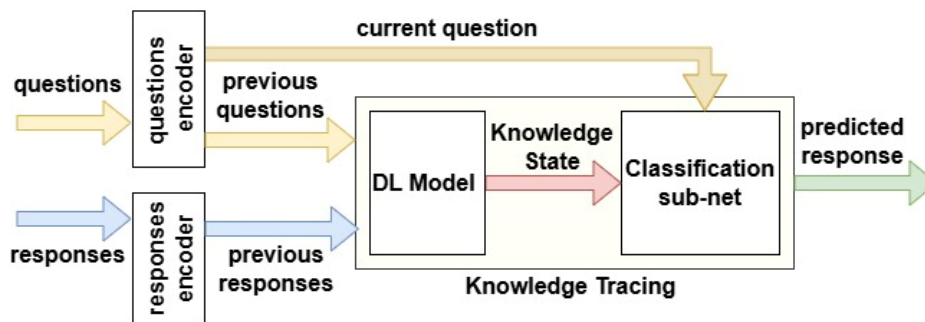 current question
questions
questions
encoder
previous
questions
DL Model
Knowledge
State
Classification
sub-net
predicted
response
responses
responses
encoder
previous
responses
Knowledge Tracing